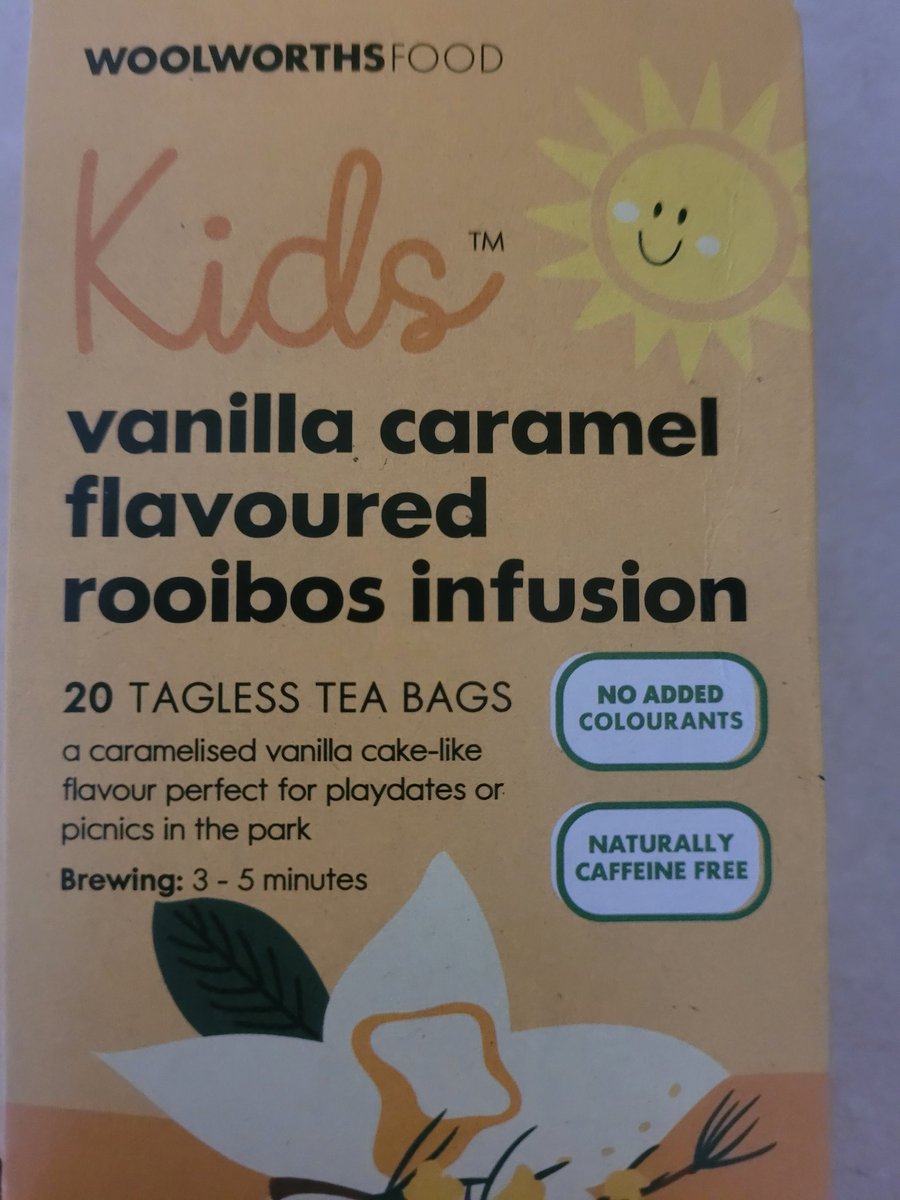 WOOLWORTHSFOOD
Kids™
vanilla caramel
flavoured
rooibos infusion
20 TAGLESS TEA BAGS
a caramelised vanilla cake-like
flavour perfect for playdates or
picnics in the park
Brewing: 3 - 5 minutes
NO ADDED
COLOURANTS
NATURALLY
CAFFEINE FREE